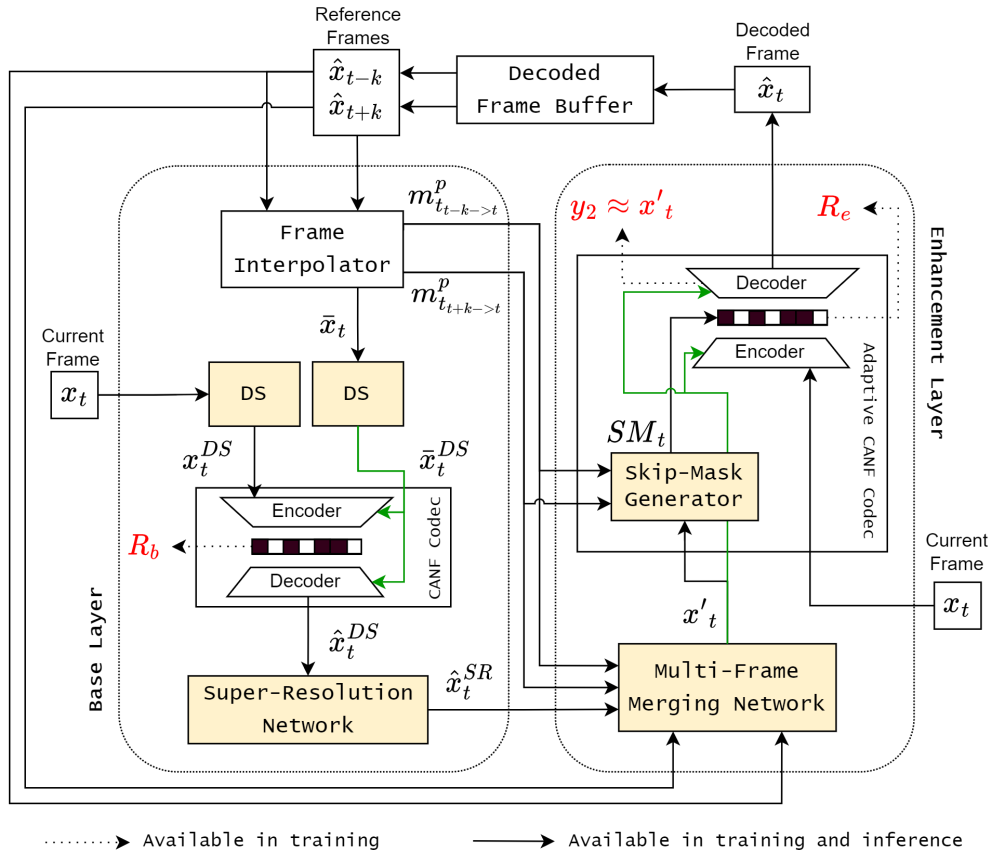 Reference
Frames
x̂_{t−k}
x̂_{t+k}
Decoded
Frame Buffer
Decoded
Frame
x̂_t
m^p_{t_{t−k−>t}}
Frame
Interpolator
m^p_{t_{t+k−>t}}
x̄_t
Current
Frame
x_t
DS
DS
x_t^{DS}
x̄_t^{DS}
Encoder
Decoder
CANF Codec
R_b
x̂_t^{DS}
Super-Resolution
Network
x̂_t^{SR}
Base Layer
y_2 ≈ x'_t
R_e
Decoder
Encoder
Adaptive CANF Codec
Enhancement Layer
SM_t
Skip-Mask
Generator
x'_t
Current
Frame
x_t
Multi-Frame
Merging Network
Available in training
Available in training and inference